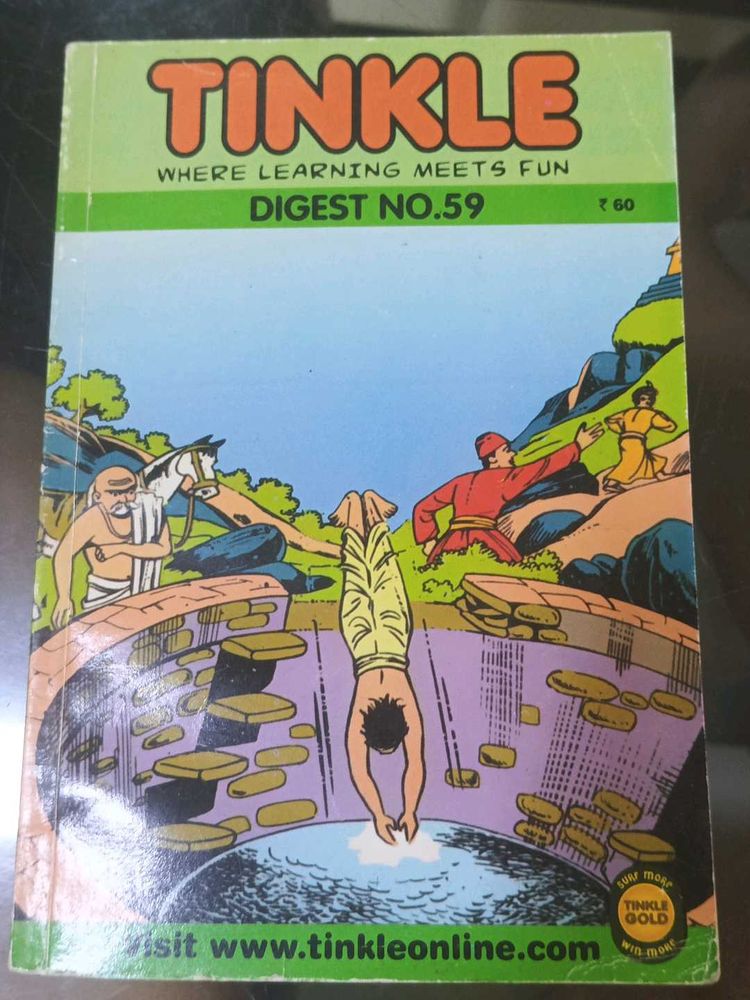 TINKLE
WHERE LEARNING MEETS FUN
DIGEST NO.59 ₹ 60
SURF MORE
TINKLE
GOLD
WIN MORE
visit www.tinkleonline.com